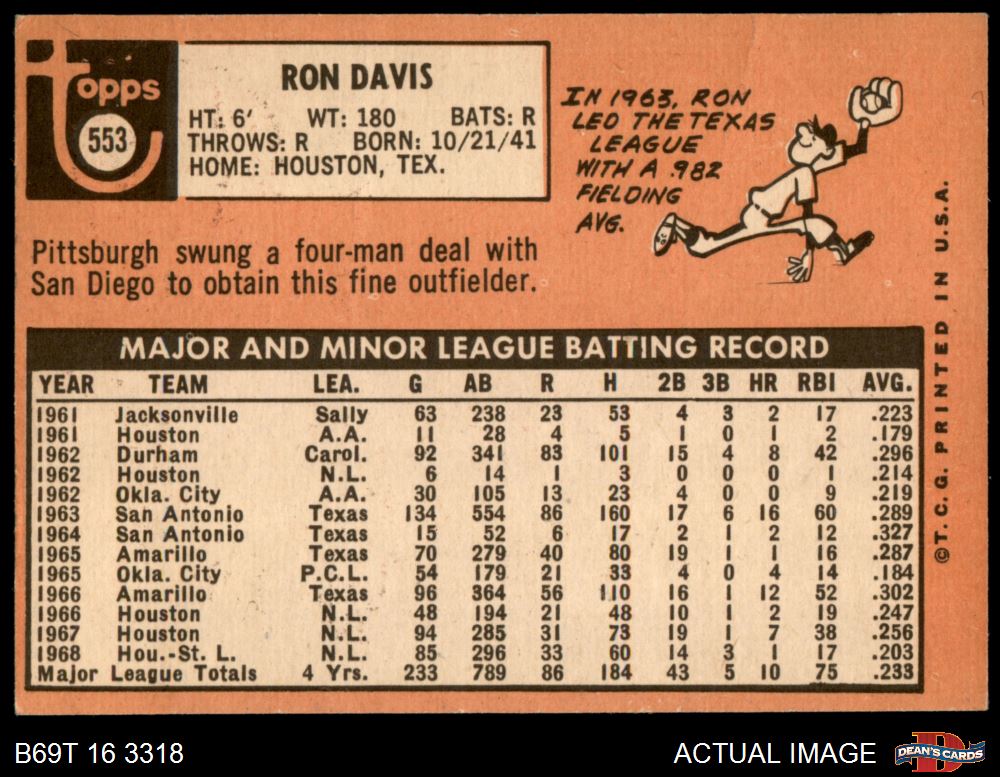 Topps
553
RON DAVIS
HT: 6' WT: 180 BATS: R
THROWS: R BORN: 10/21/41
HOME: HOUSTON, TEX.
IN 1963, RON
LED THE TEXAS
LEAGUE
WITH A .982
FIELDING
AVG.
Pittsburgh swung a four-man deal with
San Diego to obtain this fine outfielder.
MAJOR AND MINOR LEAGUE BATTING RECORD
YEAR TEAM LEA. G AB R H 2B 3B HR RBI AVG.
1961 Jacksonville Sally 63 238 23 53 4 3 2 17 .223
1961 Houston A.A. 11 28 4 5 1 0 1 2 .179
1962 Durham Carol. 92 341 83 101 15 4 8 42 .296
1962 Houston N.L. 6 14 1 3 0 0 0 1 .214
1962 Okla. City A.A. 30 105 13 23 4 0 0 9 .219
1963 San Antonio Texas 134 554 86 160 17 6 16 60 .289
1964 San Antonio Texas 15 52 6 17 2 1 2 12 .327
1965 Amarillo Texas 70 279 40 80 19 1 1 16 .287
1965 Okla. City P.C.L. 54 179 21 33 4 0 4 14 .184
1966 Amarillo Texas 96 364 56 110 16 1 12 52 .302
1966 Houston N.L. 48 194 21 48 10 1 2 19 .247
1967 Houston N.L. 94 285 31 73 19 1 7 38 .256
1968 Hou.-St. L. N.L. 85 296 33 60 14 3 1 17 .203
Major League Totals 4 Yrs. 233 789 86 184 43 5 10 75 .233
©T. C. G. PRINTED IN U.S.A.
B69T 16 3318
ACTUAL IMAGE
D
DEAN'S CARDS